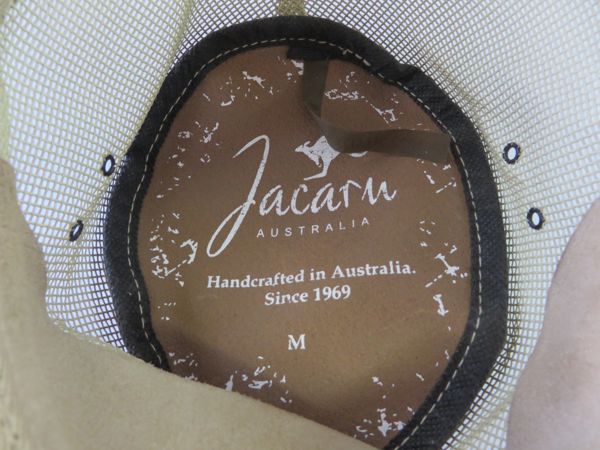 Jacaru
AUSTRALIA
Handcrafted in Australia.
Since 1969
M